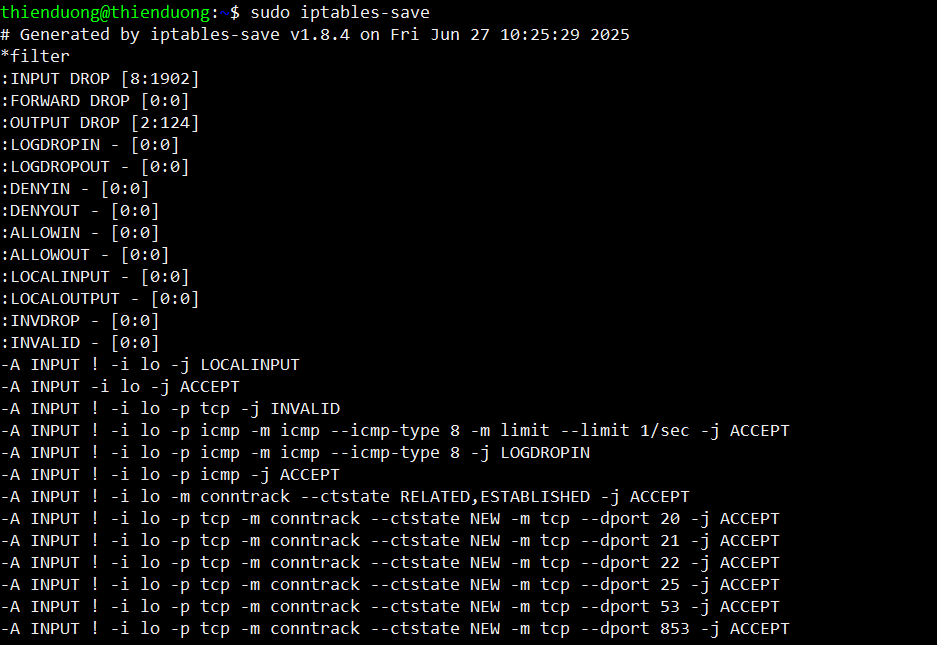 thienduong@thienduong:~$ sudo iptables-save
# Generated by iptables-save v1.8.4 on Fri Jun 27 10:25:29 2025
*filter
:INPUT DROP [8:1902]
:FORWARD DROP [0:0]
:OUTPUT DROP [2:124]
:LOGDROPIN - [0:0]
:LOGDROPOUT - [0:0]
:DENYIN - [0:0]
:DENYOUT - [0:0]
:ALLOWIN - [0:0]
:ALLOWOUT - [0:0]
:LOCALINPUT - [0:0]
:LOCALOUTPUT - [0:0]
:INVDROP - [0:0]
:INVALID - [0:0]
-A INPUT ! -i lo -j LOCALINPUT
-A INPUT -i lo -j ACCEPT
-A INPUT ! -i lo -p tcp -j INVALID
-A INPUT ! -i lo -p icmp -m icmp --icmp-type 8 -m limit --limit 1/sec -j ACCEPT
-A INPUT ! -i lo -p icmp -m icmp --icmp-type 8 -j LOGDROPIN
-A INPUT ! -i lo -p icmp -j ACCEPT
-A INPUT ! -i lo -m conntrack --ctstate RELATED,ESTABLISHED -j ACCEPT
-A INPUT ! -i lo -p tcp -m conntrack --ctstate NEW -m tcp --dport 20 -j ACCEPT
-A INPUT ! -i lo -p tcp -m conntrack --ctstate NEW -m tcp --dport 21 -j ACCEPT
-A INPUT ! -i lo -p tcp -m conntrack --ctstate NEW -m tcp --dport 22 -j ACCEPT
-A INPUT ! -i lo -p tcp -m conntrack --ctstate NEW -m tcp --dport 25 -j ACCEPT
-A INPUT ! -i lo -p tcp -m conntrack --ctstate NEW -m tcp --dport 53 -j ACCEPT
-A INPUT ! -i lo -p tcp -m conntrack --ctstate NEW -m tcp --dport 853 -j ACCEPT